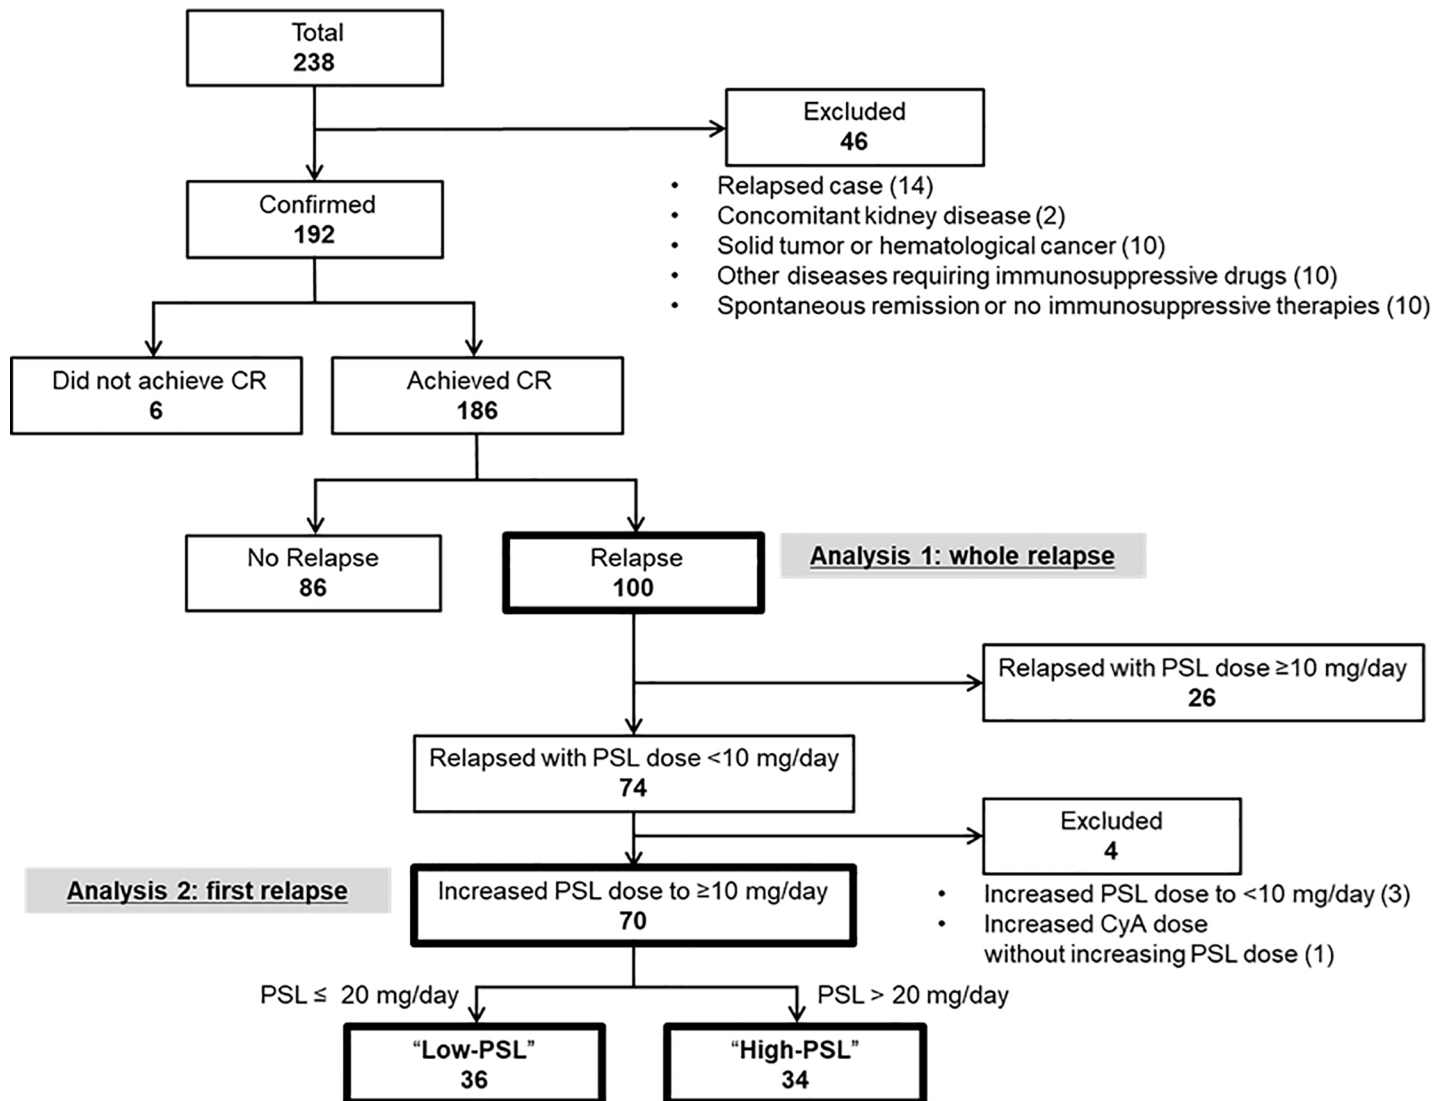 Total
238
Excluded
46
• Relapsed case (14)
• Concomitant kidney disease (2)
• Solid tumor or hematological cancer (10)
• Other diseases requiring immunosuppressive drugs (10)
• Spontaneous remission or no immunosuppressive therapies (10)
Confirmed
192
Did not achieve CR
6
Achieved CR
186
No Relapse
86
Relapse
100
Analysis 1: whole relapse
Relapsed with PSL dose ≥10 mg/day
26
Relapsed with PSL dose <10 mg/day
74
Excluded
4
• Increased PSL dose to <10 mg/day (3)
• Increased CyA dose
without increasing PSL dose (1)
Analysis 2: first relapse
Increased PSL dose to ≥10 mg/day
70
PSL ≤ 20 mg/day
PSL > 20 mg/day
“Low-PSL”
36
“High-PSL”
34